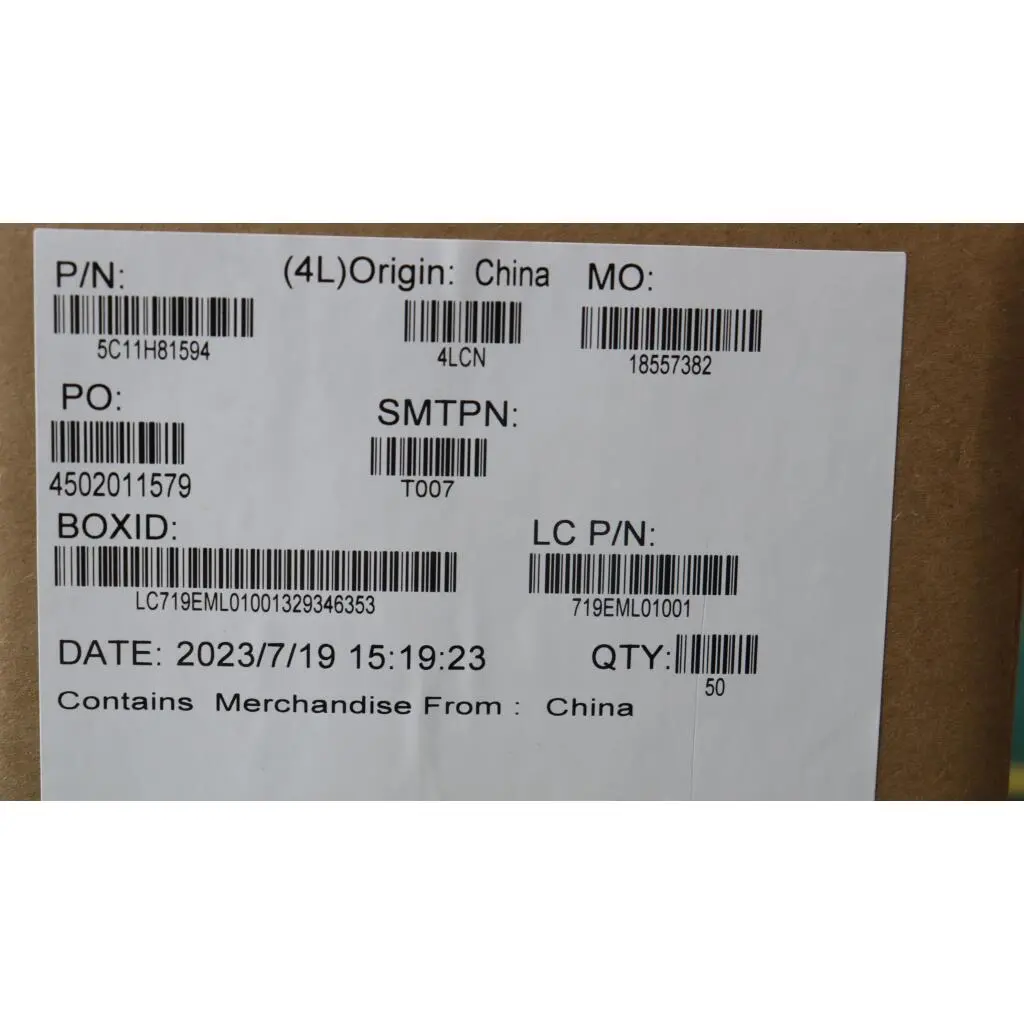 P/N: (4L)Origin: China MO:
5C11H81594 4LCN 18557382
PO: SMTPN:
4502011579 T007
BOXID: LC P/N:
LC719EML01001329346353 719EML01001
DATE: 2023/7/19 15:19:23 QTY:
50
Contains Merchandise From : China